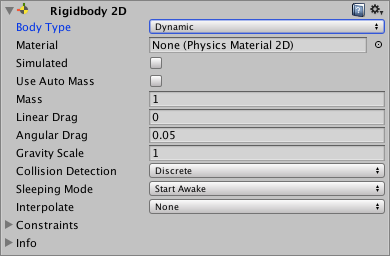 Rigidbody 2D
Body Type Dynamic
Material None (Physics Material 2D)
Simulated
Use Auto Mass
Mass 1
Linear Drag 0
Angular Drag 0.05
Gravity Scale 1
Collision Detection Discrete
Sleeping Mode Start Awake
Interpolate None
Constraints
Info